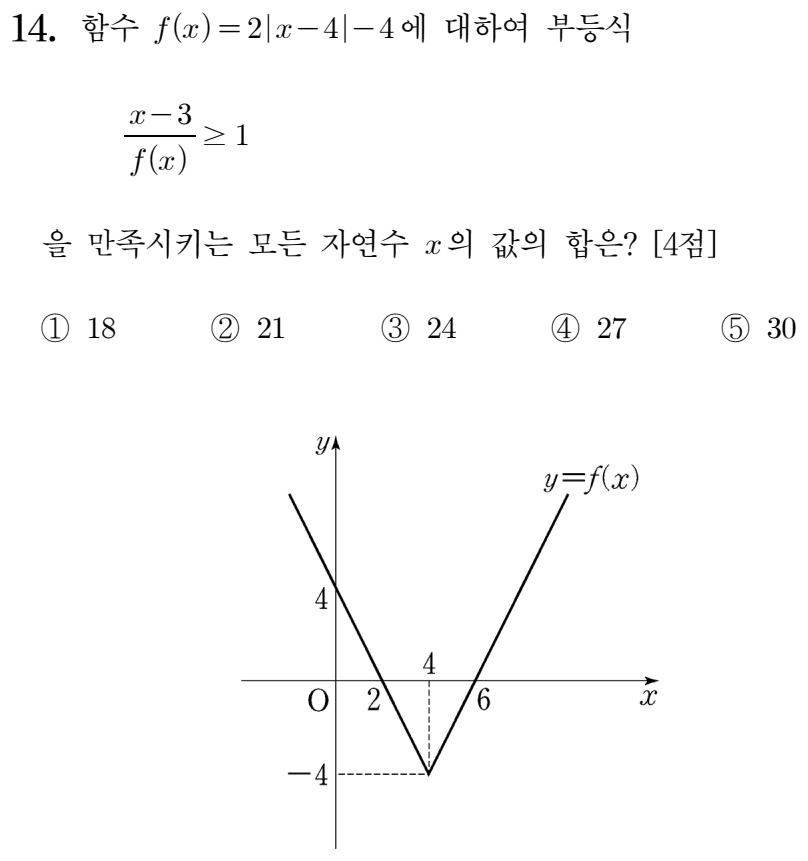 14. 함수 f(x)=2|x-4|-4에 대하여 부등식
x-3
f(x)
≥ 1
을 만족시키는 모든 자연수 x의 값의 합은? [4점]
① 18 ② 21 ③ 24 ④ 27 ⑤ 30
y
y=f(x)
4
4
O 2 6 x
-4